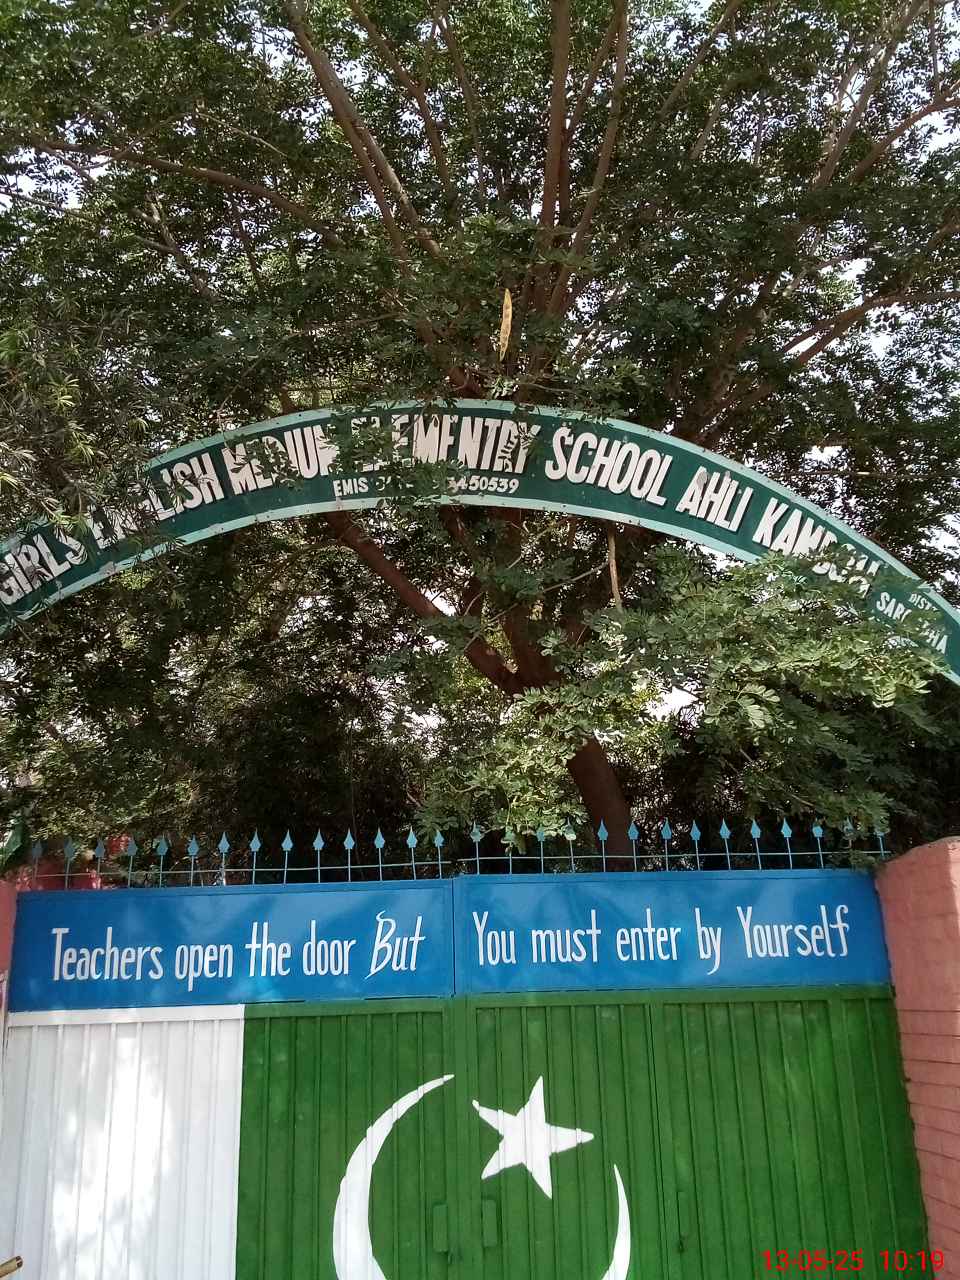 GIRLS ENGLISH MEDIUM ELEMENTRY SCHOOL AHLI KAMBOH
EMIS 50539
DISTT
SARGODHA
Teachers open the door But You must enter by Yourself
13-05-25 10:19